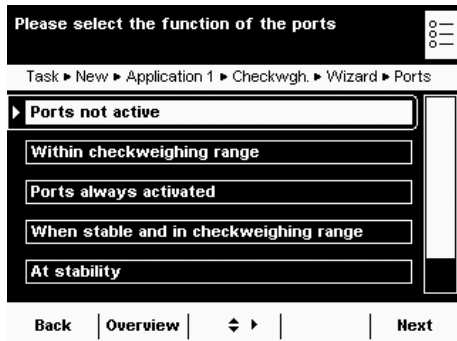 Please select the function of the ports
Task ▸ New ▸ Application 1 ▸ Checkwgh. ▸ Wizard ▸ Ports
Ports not active
Within checkweighing range
Ports always activated
When stable and in checkweighing range
At stability
Back Overview Next